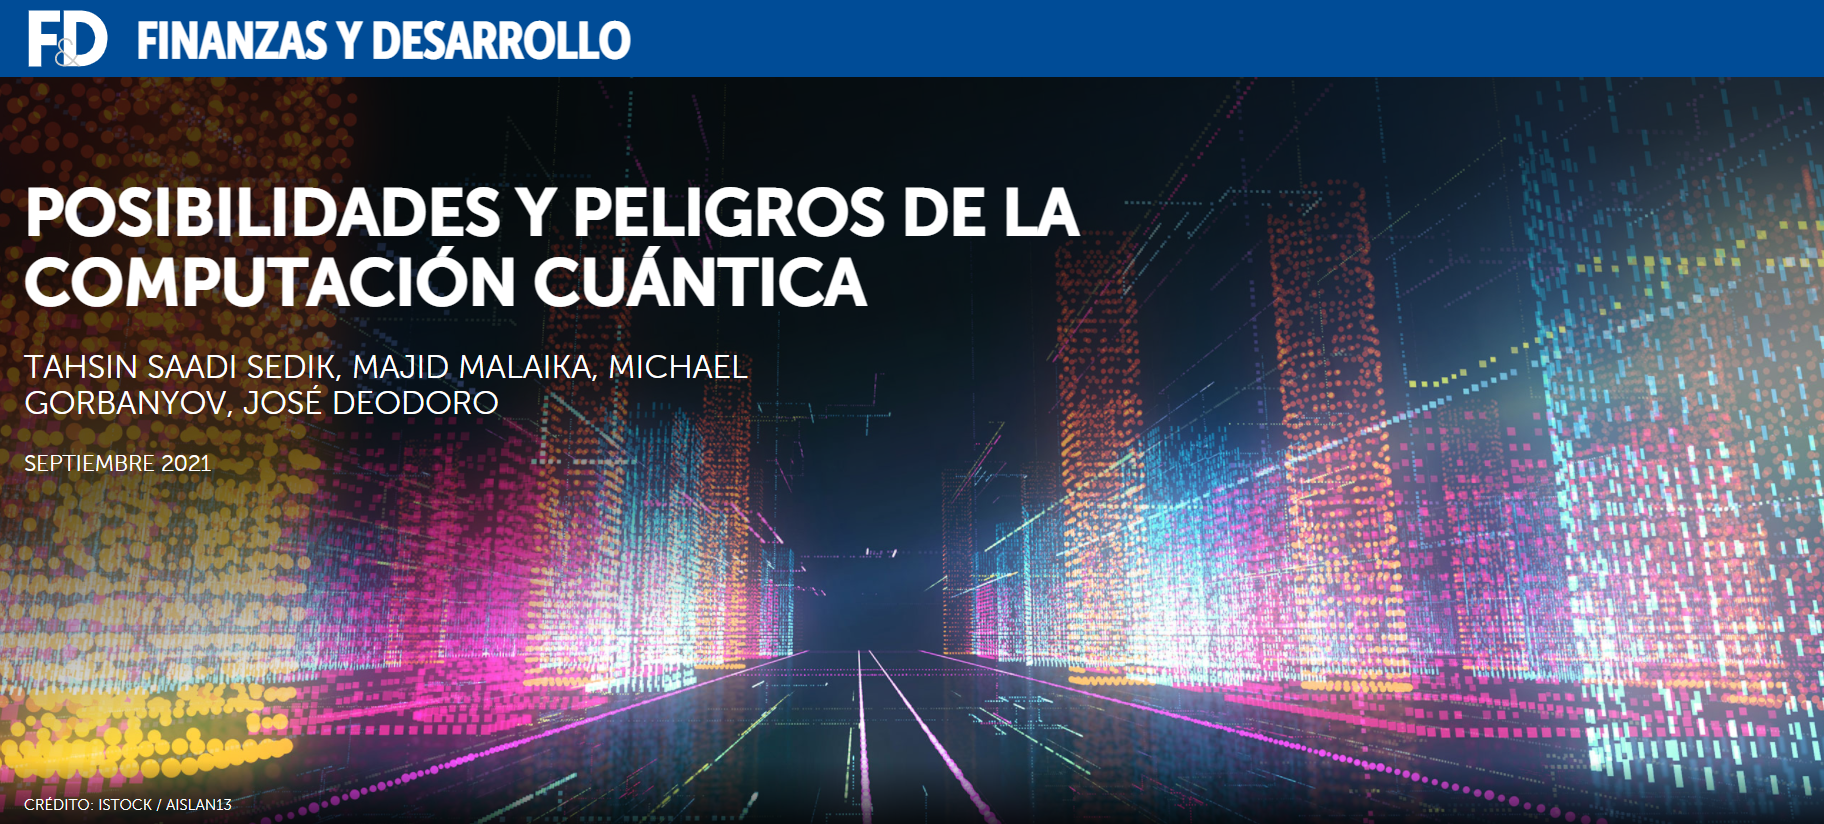 F&D FINANZAS Y DESARROLLO
POSIBILIDADES Y PELIGROS DE LA
COMPUTACIÓN CUÁNTICA
TAHSIN SAADI SEDIK, MAJID MALAIKA, MICHAEL
GORBANYOV, JOSÉ DEODORO
SEPTIEMBRE 2021
CRÉDITO: ISTOCK / AISLAN13